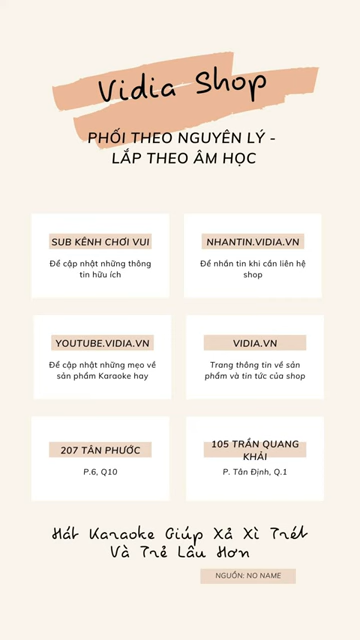 Vidia Shop
PHỐI THEO NGUYÊN LÝ -
LẮP THEO ÂM HỌC
SUB KÊNH CHƠI VUI
Để cập nhật những thông
tin hữu ích
NHANTIN.VIDIA.VN
Để nhắn tin khi cần liên hệ
shop
YOUTUBE.VIDIA.VN
Để cập nhật những mẹo về
sản phẩm Karaoke hay
VIDIA.VN
Trang thông tin về sản
phẩm và tin tức của shop
207 TÂN PHƯỚC
P.6, Q10
105 TRẦN QUANG
KHẢI
P. Tân Định, Q.1
Hát Karaoke Giúp Xả Xì Trét
Và Trẻ Lâu Hơn
NGUỒN: NO NAME